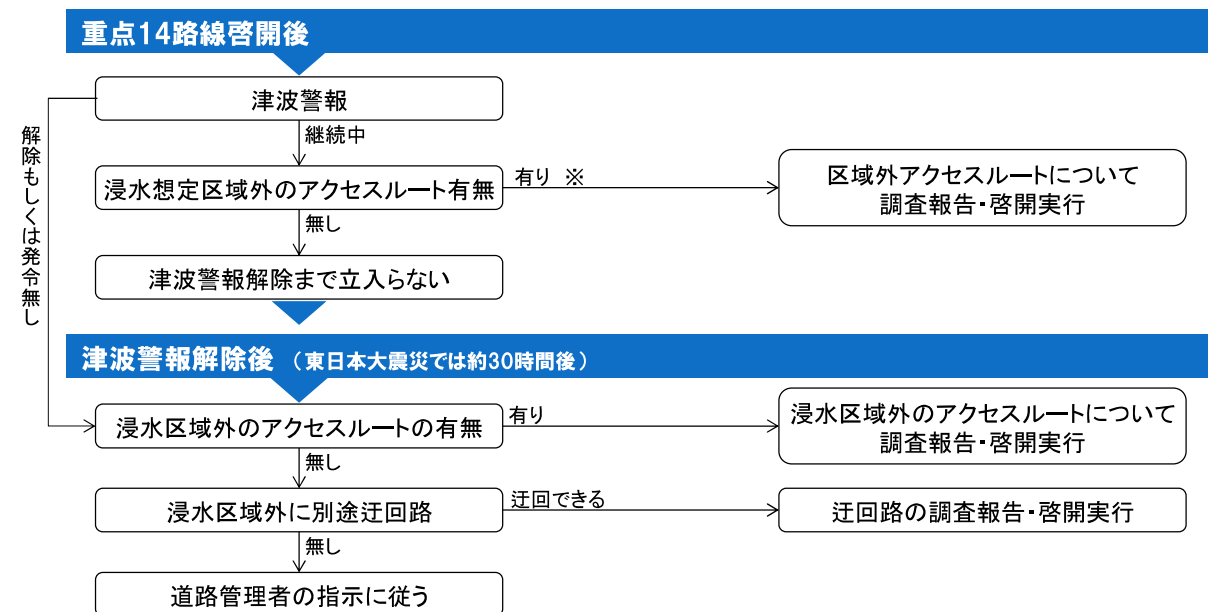 重点14路線啓開後
津波警報
継続中
解除もしくは発令無し
浸水想定区域外のアクセスルート有無
有り ※
区域外アクセスルートについて
調査報告・啓開実行
無し
津波警報解除まで立入らない
津波警報解除後 （東日本大震災では約30時間後）
浸水区域外のアクセスルートの有無
有り
浸水区域外のアクセスルートについて
調査報告・啓開実行
無し
浸水区域外に別途迂回路
迂回できる
迂回路の調査報告・啓開実行
無し
道路管理者の指示に従う